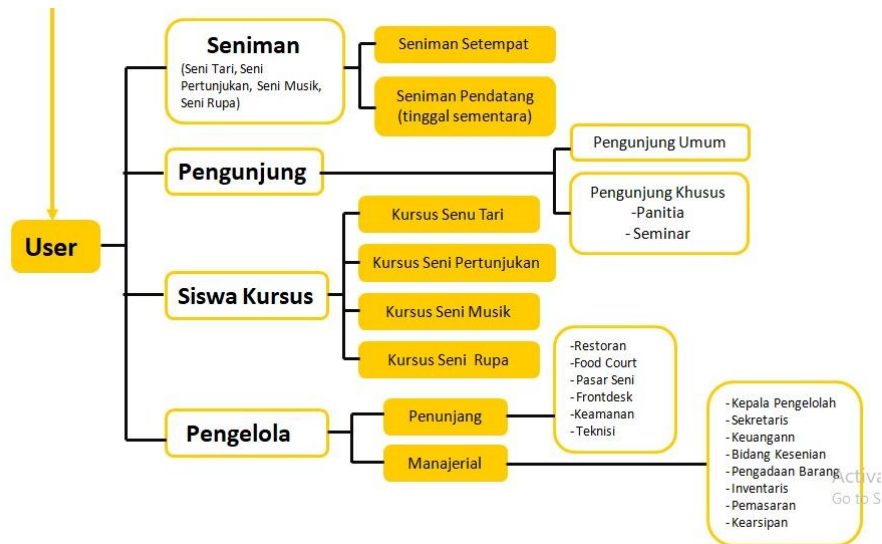 Seniman
(Seni Tari, Seni
Pertunjukan, Seni Musik,
Seni Rupa)
Seniman Setempat
Seniman Pendatang
(tinggal sementara)
Pengunjung
Pengunjung Umum
Pengunjung Khusus
-Panitia
- Seminar
User
Siswa Kursus
Kursus Senu Tari
Kursus Seni Pertunjukan
Kursus Seni Musik
Kursus Seni Rupa
Pengelola
Penunjang
-Restoran
-Food Court
-Pasar Seni
-Frontdesk
-Keamanan
-Teknisi
Manajerial
-Kepala Pengelolah
-Sekretaris
-Keuangann
-Bidang Kesenian
-Pengadaan Barang
-Inventaris
-Pemasaran
-Kearsipan
Go to S